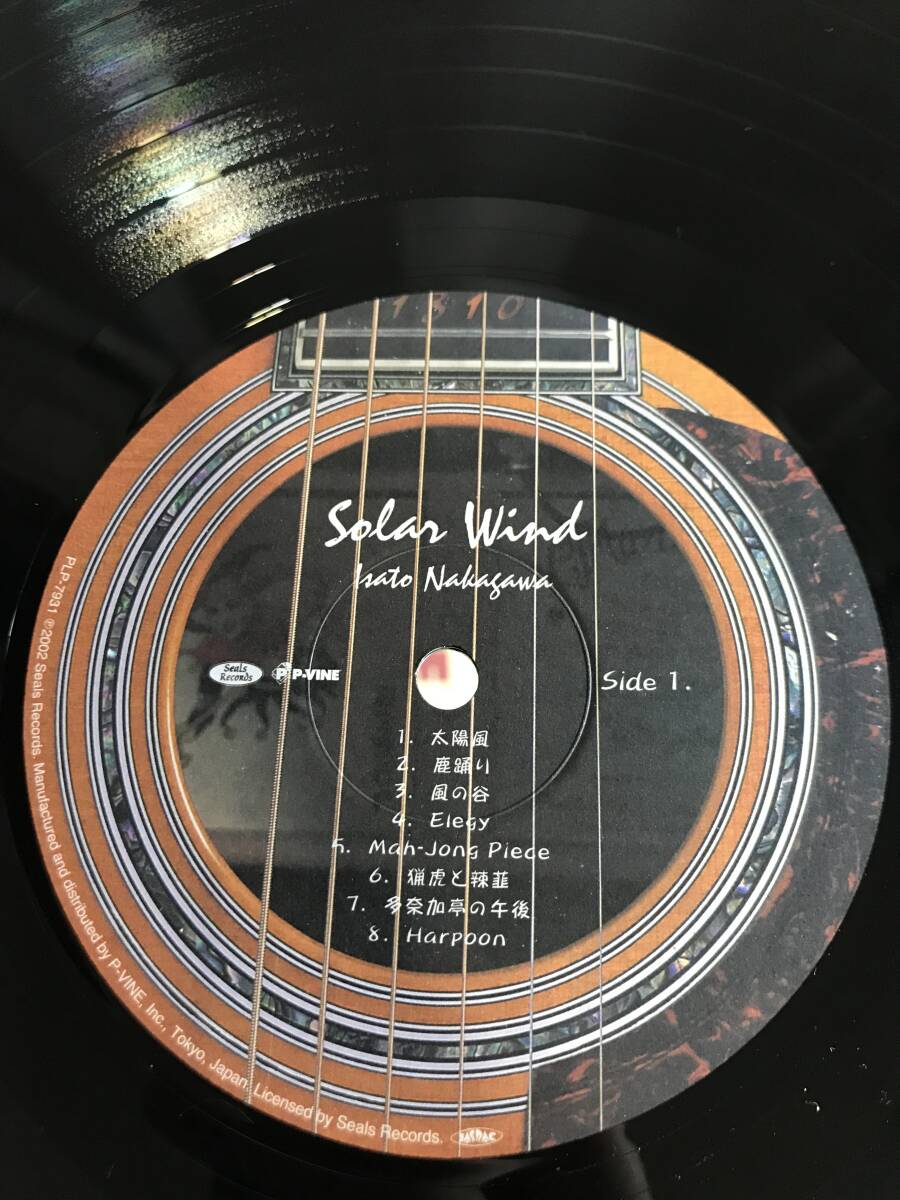 1310
Solar Wind
Isato Nakagawa
Seals Records
P-VINE
Side 1.
1. 太陽風
2. 鹿踊り
3. 風の谷
4. Elegy
5. Mah-Jong Piece
6. 猟虎と辣韮
7. 多奈加亭の午後
8. Harpoon
PLP-7931 ℗2002 Seals Records. Manufactured and distributed by P-VINE, Inc., Tokyo, Japan. Licensed by Seals Records.